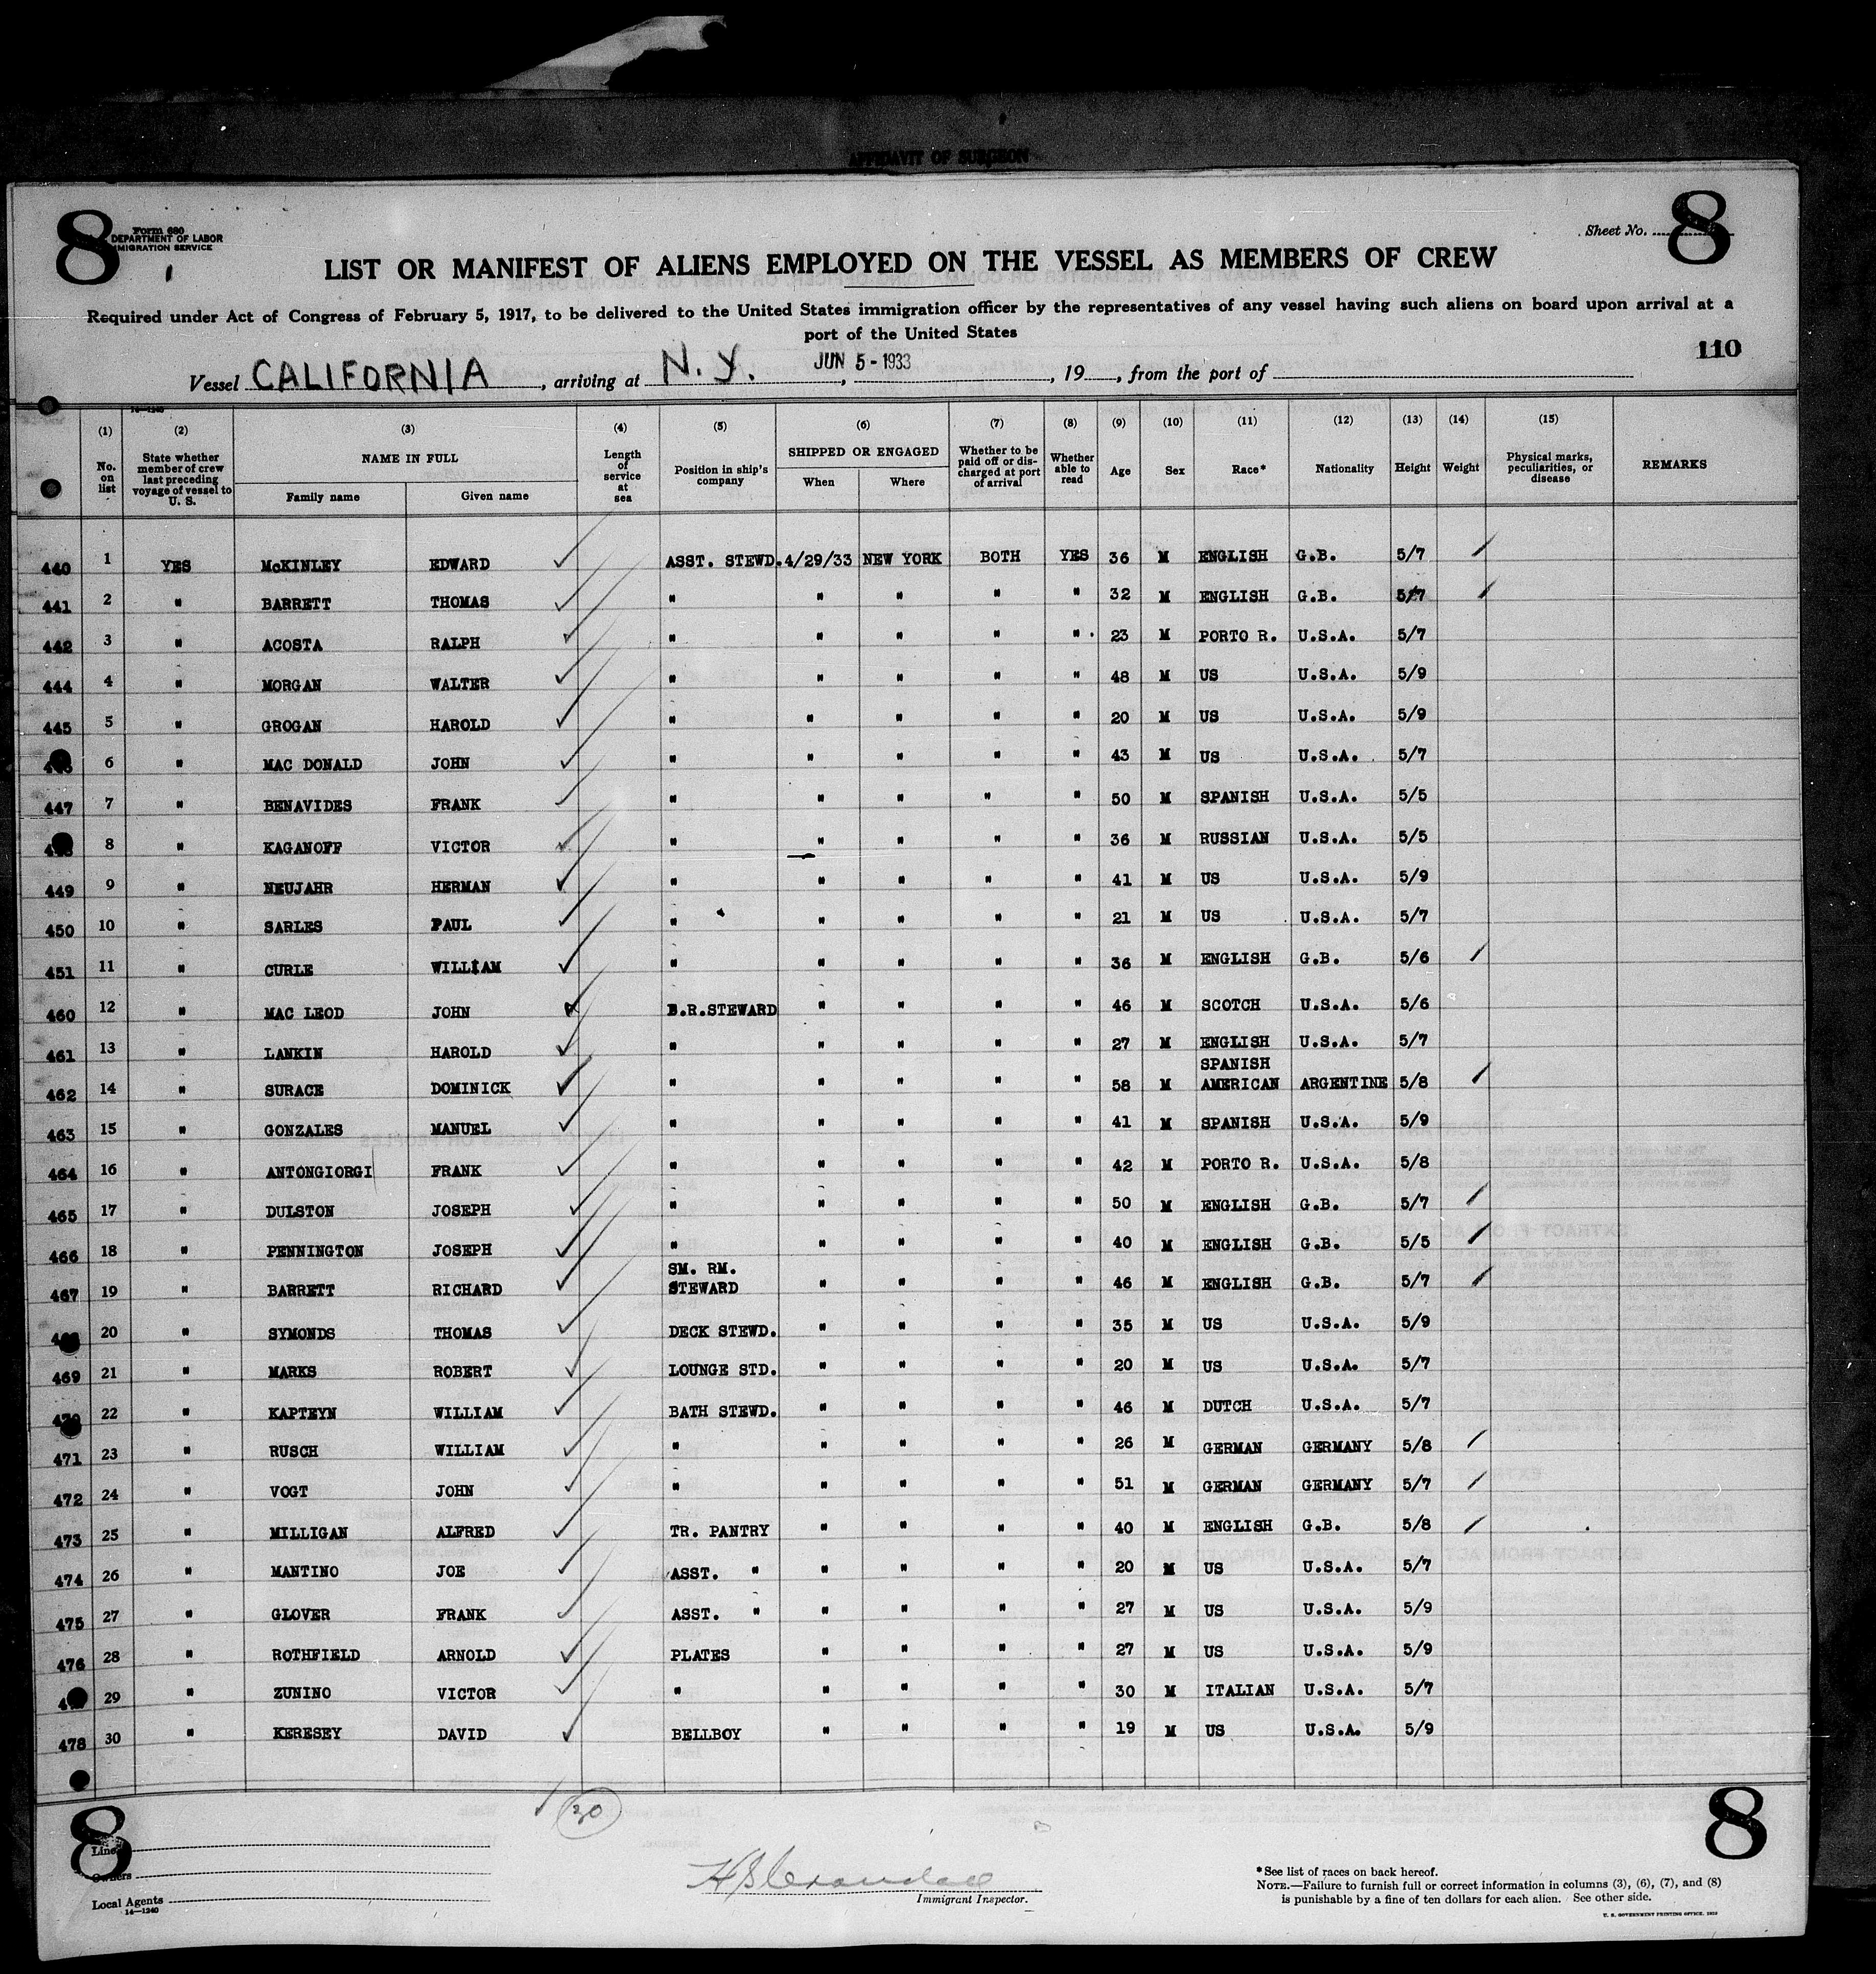 AFFIDAVIT OF SURGEON
8 Form 680
DEPARTMENT OF LABOR
IMMIGRATION SERVICE
Sheet No. 8
LIST OR MANIFEST OF ALIENS EMPLOYED ON THE VESSEL AS MEMBERS OF CREW
Required under Act of Congress of February 5, 1917, to be delivered to the United States immigration officer by the representatives of any vessel having such aliens on board upon arrival at a
port of the United States
110
Vessel CALIFORNIA, arriving at N.Y., JUN 5 - 1933, 19, from the port of
14—1240
(1) No. on list (2) State whether member of crew last preceding voyage of vessel to U. S. (3) NAME IN FULL Family name Given name (4) Length of service at sea (5) Position in ship's company (6) SHIPPED OR ENGAGED When Where (7) Whether to be paid off or discharged at port of arrival (8) Whether able to read (9) Age (10) Sex (11) Race* (12) Nationality (13) Height (14) Weight (15) Physical marks, peculiarities, or disease REMARKS
440 1 YES McKINLEY EDWARD ASST. STEWD. 4/29/33 NEW YORK BOTH YES 36 M ENGLISH G.B. 5/7
441 2 " BARRETT THOMAS " " " " " 32 M ENGLISH G.B. 5/7
442 3 " ACOSTA RALPH " " " " " 23 M PORTO R. U.S.A. 5/7
444 4 " MORGAN WALTER " " " " " 48 M US U.S.A. 5/9
445 5 " GROGAN HAROLD " " " " " 20 M US U.S.A. 5/9
6 " MAC DONALD JOHN " " " " " 43 M US U.S.A. 5/7
447 7 " BENAVIDES FRANK " " " " " 50 M SPANISH U.S.A. 5/5
8 " KAGANOFF VICTOR " " " " " 36 M RUSSIAN U.S.A. 5/5
449 9 " NEUJAHR HERMAN " " " " " 41 M US U.S.A. 5/9
450 10 " SARLES PAUL " " " " " 21 M US U.S.A. 5/7
451 11 " CURLE WILLIAM " " " " " 36 M ENGLISH G.B. 5/6
460 12 " MAC LEOD JOHN B.R.STEWARD " " " " 46 M SCOTCH U.S.A. 5/6
461 13 " LANKIN HAROLD " " " " " 27 M ENGLISH U.S.A. 5/7
462 14 " SURACE DOMINICK " " " " " 58 M SPANISH AMERICAN ARGENTINE 5/8
463 15 " GONZALES MANUEL " " " " " 41 M SPANISH U.S.A. 5/9
464 16 " ANTONGIORGI FRANK " " " " " 42 M PORTO R. U.S.A. 5/8
465 17 " DULSTON JOSEPH " " " " " 50 M ENGLISH G.B. 5/7
466 18 " PENNINGTON JOSEPH " " " " " 40 M ENGLISH G.B. 5/5
467 19 " BARRETT RICHARD SM. RM. STEWARD " " " " 46 M ENGLISH G.B. 5/7
20 " SYMONDS THOMAS DECK STEWD. " " " " 35 M US U.S.A. 5/9
469 21 " MARKS ROBERT LOUNGE STD. " " " " 20 M US U.S.A. 5/7
470 22 " KAPTEYN WILLIAM BATH STEWD. " " " " 46 M DUTCH U.S.A. 5/7
471 23 " RUSCH WILLIAM " " " " " 26 M GERMAN GERMANY 5/8
472 24 " VOGT JOHN " " " " " 51 M GERMAN GERMANY 5/7
473 25 " MILLIGAN ALFRED TR. PANTRY " " " " 40 M ENGLISH G.B. 5/8
474 26 " MANTINO JOE ASST. " " " " " 20 M US U.S.A. 5/7
475 27 " GLOVER FRANK ASST. " " " " " 27 M US U.S.A. 5/9
476 28 " ROTHFIELD ARNOLD PLATES " " " " 27 M US U.S.A. 5/9
29 " ZUNINO VICTOR " " " " " 30 M ITALIAN U.S.A. 5/7
478 30 " KERESEY DAVID BELLBOY " " " " 19 M US U.S.A. 5/9
30
8 8
Line
Owners
Local Agents
14—1240
Immigrant Inspector.
*See list of races on back hereof.
NOTE.—Failure to furnish full or correct information in columns (3), (6), (7), and (8)
is punishable by a fine of ten dollars for each alien. See other side.
U. S. GOVERNMENT PRINTING OFFICE